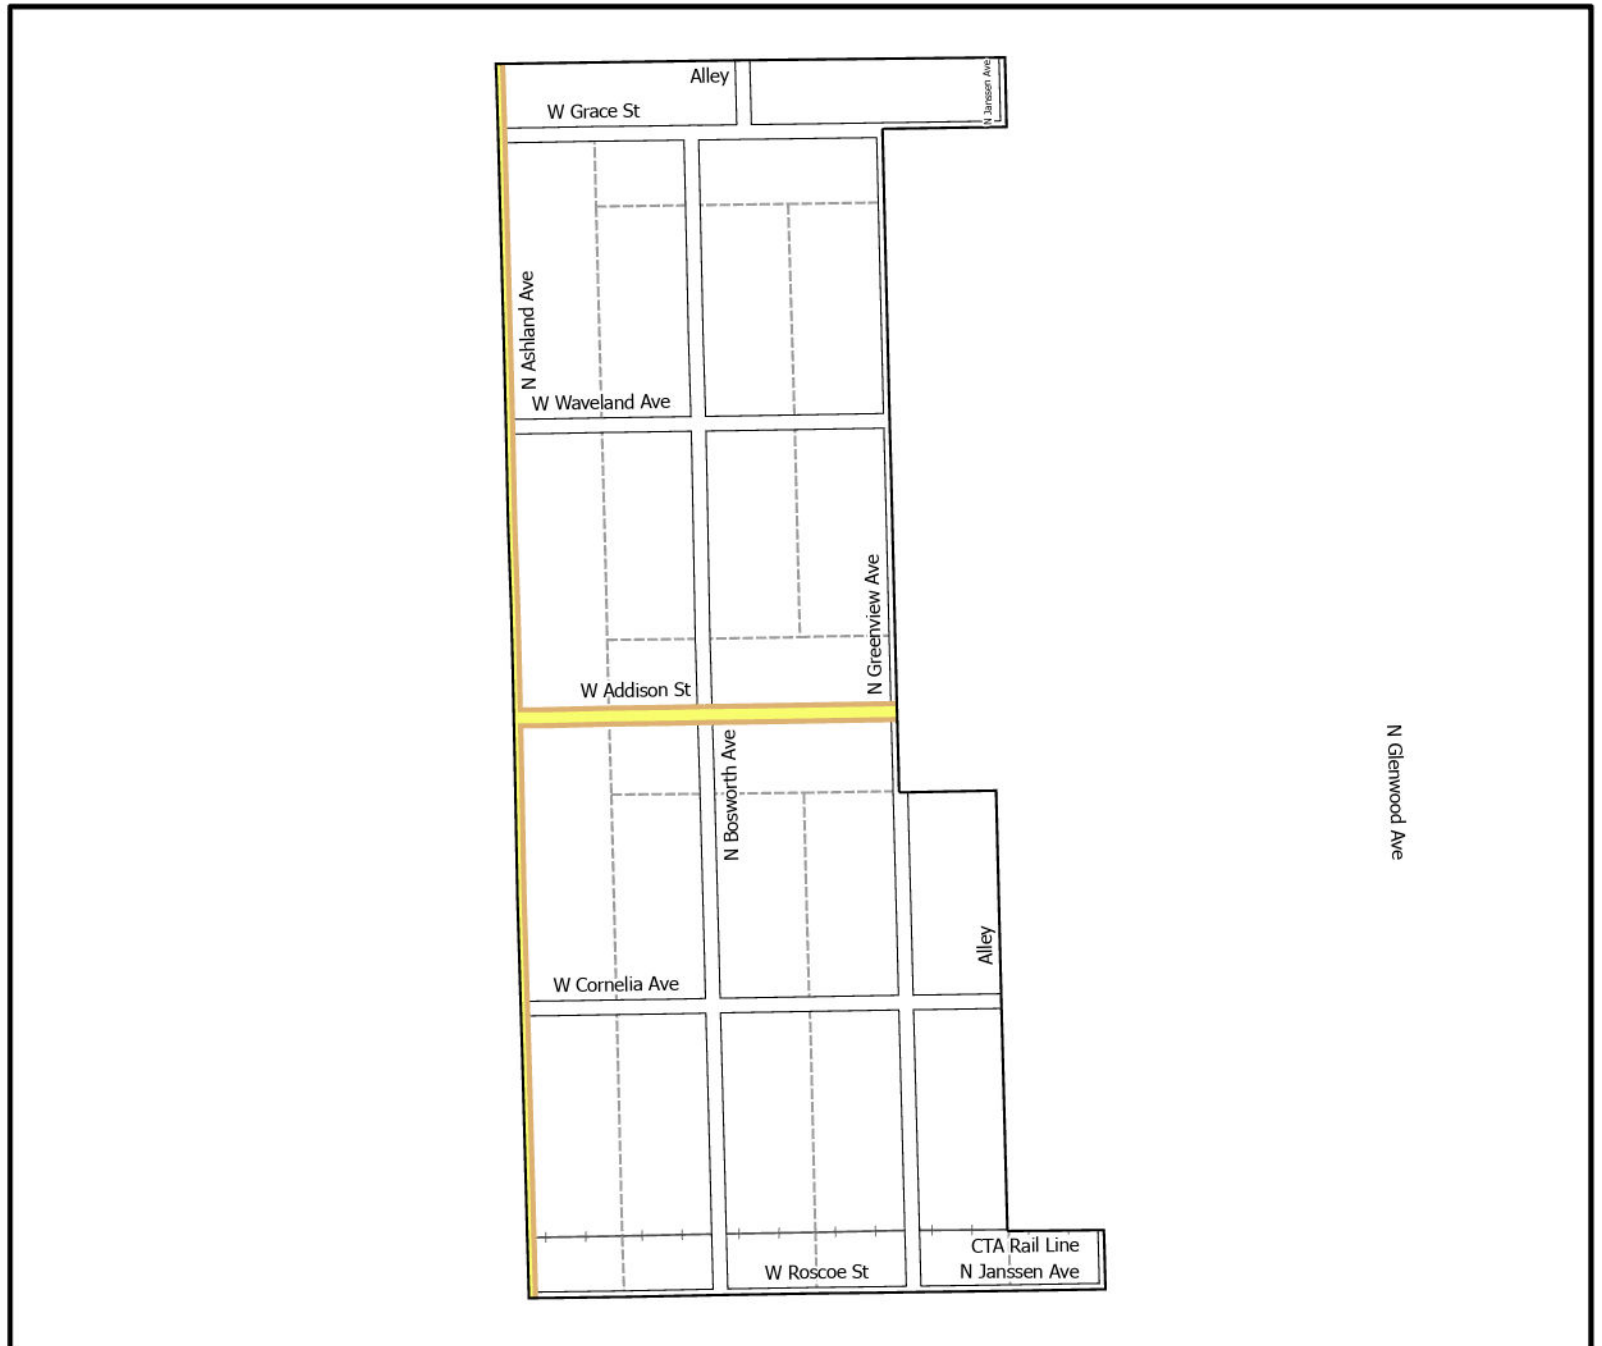 Alley
N Janssen Ave
W Grace St
N Ashland Ave
W Waveland Ave
N Greenview Ave
W Addison St
N Bosworth Ave
N Glenwood Ave
Alley
W Cornelia Ave
CTA Rail Line
W Roscoe St
N Janssen Ave